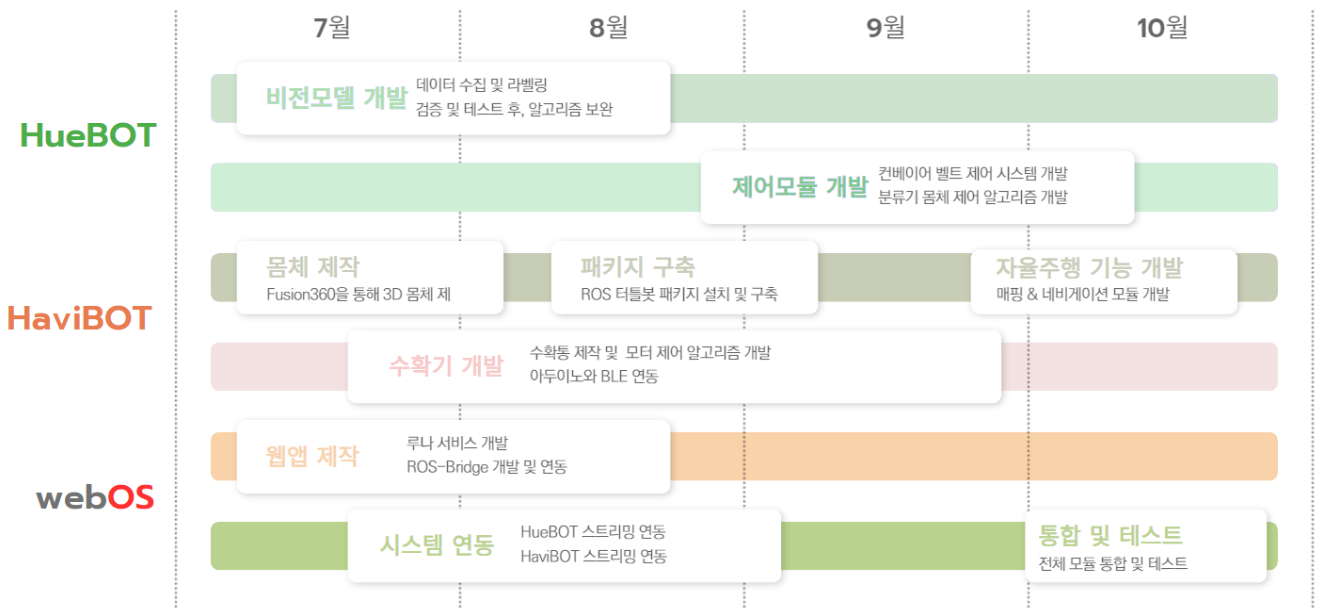 7월
8월
9월
10월
HueBOT
비전모델 개발
데이터 수집 및 라벨링
검증 및 테스트 후, 알고리즘 보완
제어모듈 개발
컨베이어 벨트 제어 시스템 개발
분류기 몸체 제어 알고리즘 개발
HaviBOT
몸체 제작
Fusion360을 통해 3D 몸체 제
패키지 구축
ROS 터틀봇 패키지 설치 및 구축
자율주행 기능 개발
매핑 & 네비게이션 모듈 개발
수확기 개발
수확통 제작 및 모터 제어 알고리즘 개발
아두이노와 BLE 연동
webOS
웹앱 제작
루나 서비스 개발
ROS-Bridge 개발 및 연동
시스템 연동
HueBOT 스트리밍 연동
HaviBOT 스트리밍 연동
통합 및 테스트
전체 모듈 통합 및 테스트